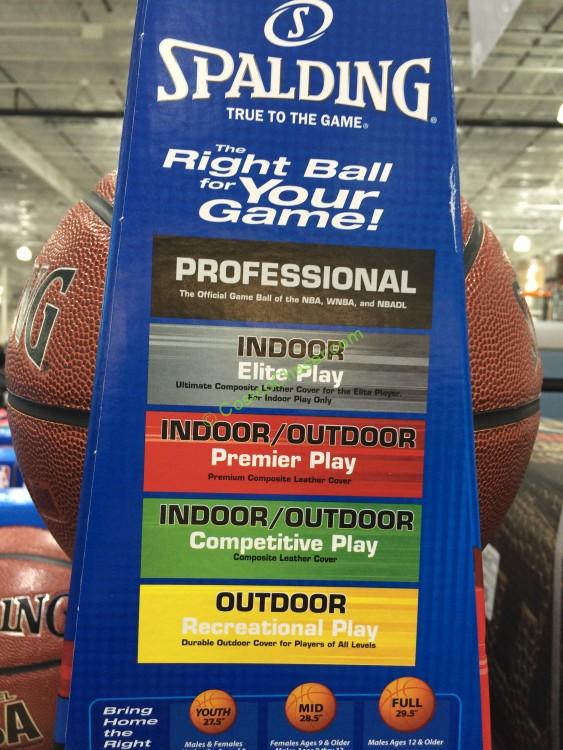 SPALDING®
TRUE TO THE GAME®
The
Right Ball
for Your
Game!
PROFESSIONAL
The Official Game Ball of the NBA, WNBA, and NBADL
INDOOR
Elite Play
Ultimate Composite Leather Cover for the Elite Player.
For Indoor Play Only
INDOOR/OUTDOOR
Premier Play
Premium Composite Leather Cover
INDOOR/OUTDOOR
Competitive Play
Composite Leather Cover
OUTDOOR
Recreational Play
Durable Outdoor Cover for Players of All Levels
Bring
Home
the
Right
YOUTH
27.5"
Males & Females
MID
28.5"
Females Ages 9 & Older
FULL
29.5"
Males Ages 12 & Older
NG
ING